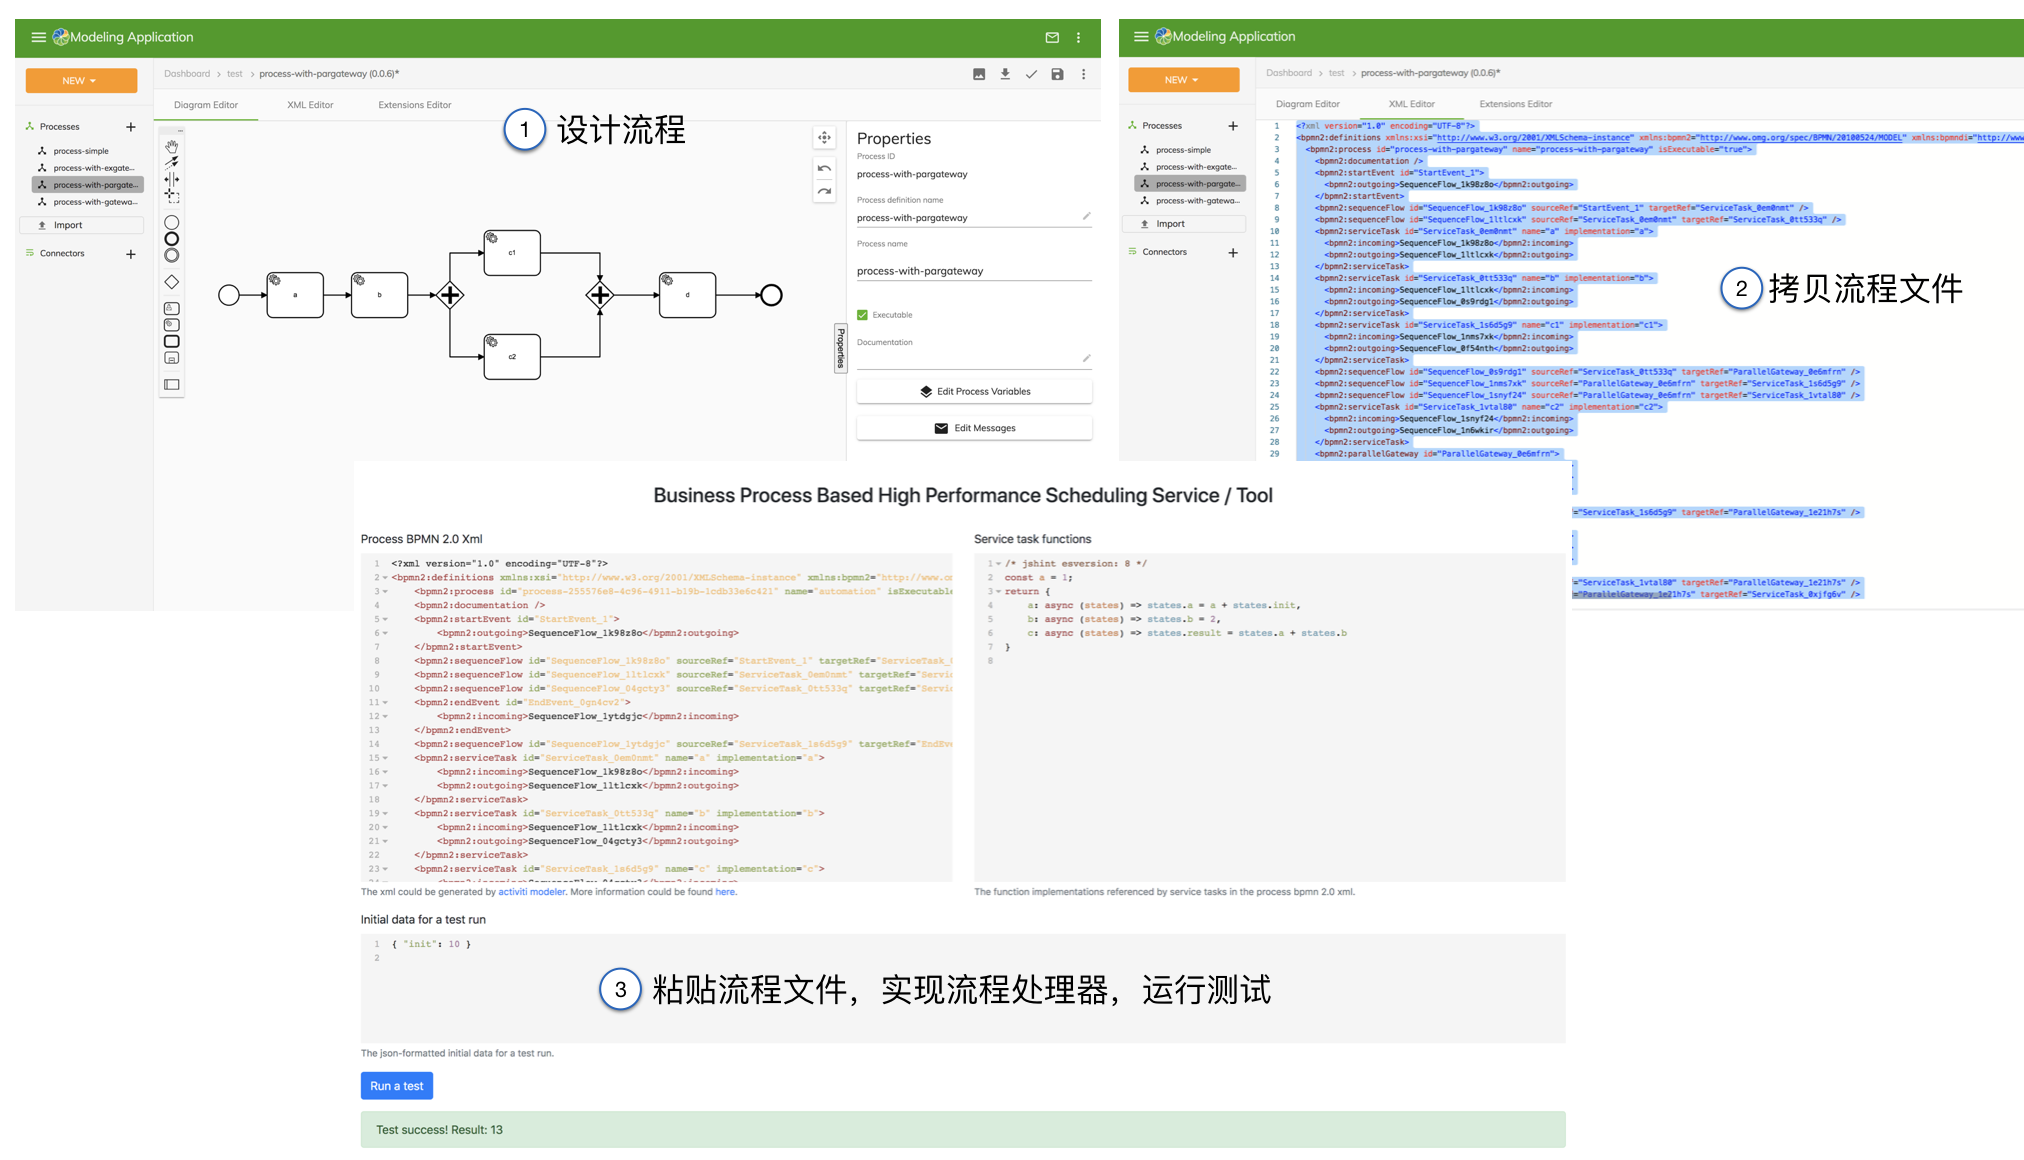 Modeling Application
NEW
Dashboard > test > process-with-pargateway (0.0.6)*
Diagram Editor XML Editor Extensions Editor
Processes
process-simple
process-with-exgate...
process-with-pargate...
process-with-gatewa...
Import
Connectors
1 设计流程
a
b
c1
c2
d
Properties
Properties
Process ID
process-with-pargateway
Process definition name
process-with-pargateway
Process name
process-with-pargateway
Executable
Documentation
Edit Process Variables
Edit Messages
Modeling Application
NEW
Dashboard > test > process-with-pargateway (0.0.6)*
Diagram Editor XML Editor Extensions Editor
Processes
process-simple
process-with-exgate...
process-with-pargate...
process-with-gatewa...
Import
Connectors
1 <?xml version="1.0" encoding="UTF-8"?>
2 <bpmn2:definitions xmlns:xsi="http://www.w3.org/2001/XMLSchema-instance" xmlns:bpmn2="http://www.omg.org/spec/BPMN/20100524/MODEL" xmlns:bpmndi="http://www
3 <bpmn2:process id="process-with-pargateway" name="process-with-pargateway" isExecutable="true">
4 <bpmn2:documentation />
5 <bpmn2:startEvent id="StartEvent_1">
6 <bpmn2:outgoing>SequenceFlow_1k98z8o</bpmn2:outgoing>
7 </bpmn2:startEvent>
8 <bpmn2:sequenceFlow id="SequenceFlow_1k98z8o" sourceRef="StartEvent_1" targetRef="ServiceTask_0em0nmt" />
9 <bpmn2:sequenceFlow id="SequenceFlow_1ltlcxk" sourceRef="ServiceTask_0em0nmt" targetRef="ServiceTask_0tt533q" />
10 <bpmn2:serviceTask id="ServiceTask_0em0nmt" name="a" implementation="a">
11 <bpmn2:incoming>SequenceFlow_1k98z8o</bpmn2:incoming>
12 <bpmn2:outgoing>SequenceFlow_1ltlcxk</bpmn2:outgoing>
13 </bpmn2:serviceTask>
14 <bpmn2:serviceTask id="ServiceTask_0tt533q" name="b" implementation="b">
15 <bpmn2:incoming>SequenceFlow_1ltlcxk</bpmn2:incoming>
16 <bpmn2:outgoing>SequenceFlow_0s9rdg1</bpmn2:outgoing>
17 </bpmn2:serviceTask>
18 <bpmn2:serviceTask id="ServiceTask_1s6d5g9" name="c1" implementation="c1">
19 <bpmn2:incoming>SequenceFlow_1nms7xk</bpmn2:incoming>
20 <bpmn2:outgoing>SequenceFlow_0f54nth</bpmn2:outgoing>
21 </bpmn2:serviceTask>
22 <bpmn2:sequenceFlow id="SequenceFlow_0s9rdg1" sourceRef="ServiceTask_0tt533q" targetRef="ParallelGateway_0e6mfrn" />
23 <bpmn2:sequenceFlow id="SequenceFlow_1nms7xk" sourceRef="ParallelGateway_0e6mfrn" targetRef="ServiceTask_1s6d5g9" />
24 <bpmn2:sequenceFlow id="SequenceFlow_1snyf24" sourceRef="ParallelGateway_0e6mfrn" targetRef="ServiceTask_1vtal80" />
25 <bpmn2:serviceTask id="ServiceTask_1vtal80" name="c2" implementation="c2">
26 <bpmn2:incoming>SequenceFlow_1snyf24</bpmn2:incoming>
27 <bpmn2:outgoing>SequenceFlow_1n6wkir</bpmn2:outgoing>
28 </bpmn2:serviceTask>
29 <bpmn2:parallelGateway id="ParallelGateway_0e6mfrn">
="ServiceTask_1s6d5g9" targetRef="ParallelGateway_1e21h7s" />
="ServiceTask_1vtal80" targetRef="ParallelGateway_1e21h7s" />
="ParallelGateway_1e21h7s" targetRef="ServiceTask_0xjfg6v" />
2 拷贝流程文件
Business Process Based High Performance Scheduling Service / Tool
Process BPMN 2.0 Xml
1 <?xml version="1.0" encoding="UTF-8"?>
2 <bpmn2:definitions xmlns:xsi="http://www.w3.org/2001/XMLSchema-instance" xmlns:bpmn2="http://www.om
3 <bpmn2:process id="process-255576e8-4c96-4911-b19b-1cdb33e6c421" name="automation" isExecutable
4 <bpmn2:documentation />
5 <bpmn2:startEvent id="StartEvent_1">
6 <bpmn2:outgoing>SequenceFlow_1k98z8o</bpmn2:outgoing>
7 </bpmn2:startEvent>
8 <bpmn2:sequenceFlow id="SequenceFlow_1k98z8o" sourceRef="StartEvent_1" targetRef="ServiceTask_0
9 <bpmn2:sequenceFlow id="SequenceFlow_1ltlcxk" sourceRef="ServiceTask_0em0nmt" targetRef="Servic
10 <bpmn2:sequenceFlow id="SequenceFlow_04gcty3" sourceRef="ServiceTask_0tt533q" targetRef="Servic
11 <bpmn2:endEvent id="EndEvent_0gn4cv2">
12 <bpmn2:incoming>SequenceFlow_1ytdgjc</bpmn2:incoming>
13 </bpmn2:endEvent>
14 <bpmn2:sequenceFlow id="SequenceFlow_1ytdgjc" sourceRef="ServiceTask_1s6d5g9" targetRef="EndEve
15 <bpmn2:serviceTask id="ServiceTask_0em0nmt" name="a" implementation="a">
16 <bpmn2:incoming>SequenceFlow_1k98z8o</bpmn2:incoming>
17 <bpmn2:outgoing>SequenceFlow_1ltlcxk</bpmn2:outgoing>
18 </bpmn2:serviceTask>
19 <bpmn2:serviceTask id="ServiceTask_0tt533q" name="b" implementation="b">
20 <bpmn2:incoming>SequenceFlow_1ltlcxk</bpmn2:incoming>
21 <bpmn2:outgoing>SequenceFlow_04gcty3</bpmn2:outgoing>
22 </bpmn2:serviceTask>
23 <bpmn2:serviceTask id="ServiceTask_1s6d5g9" name="c" implementation="c">
The xml could be generated by activiti modeler. More information could be found here.
Service task functions
1 /* jshint esversion: 8 */
2 const a = 1;
3 return {
4 a: async (states) => states.a = a + states.init,
5 b: async (states) => states.b = 2,
6 c: async (states) => states.result = states.a + states.b
7 }
8
The function implementations referenced by service tasks in the process bpmn 2.0 xml.
Initial data for a test run
1 { "init": 10 }
2
3 粘贴流程文件，实现流程处理器，运行测试
The json-formatted initial data for a test run.
Run a test
Test success! Result: 13